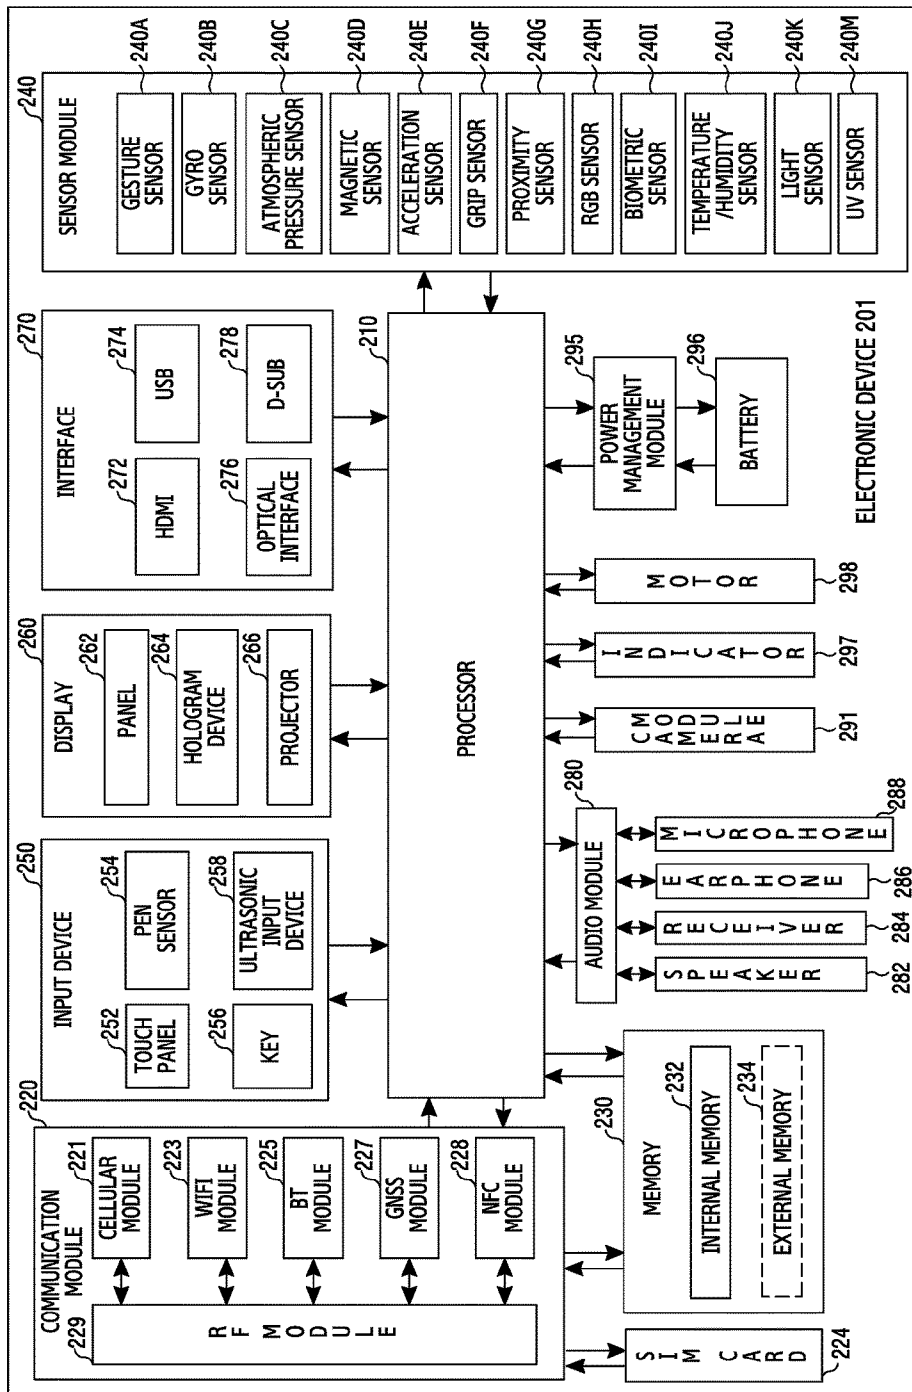 COMMUNICATION
MODULE
220
229
RF MODULE
221
CELLULAR
MODULE
223
WIFI
MODULE
225
BT
MODULE
227
GNSS
MODULE
228
NFC
MODULE
INPUT DEVICE
250
252
TOUCH
PANEL
254
PEN
SENSOR
256
KEY
258
ULTRASONIC
INPUT
DEVICE
DISPLAY
260
262
PANEL
264
HOLOGRAM
DEVICE
266
PROJECTOR
INTERFACE
270
272
HDMI
274
USB
276
OPTICAL
INTERFACE
278
D-SUB
SENSOR MODULE
240
GESTURE
SENSOR
240A
GYRO
SENSOR
240B
ATMOSPHERIC
PRESSURE SENSOR
240C
MAGNETIC
SENSOR
240D
ACCELERATION
SENSOR
240E
GRIP SENSOR
240F
PROXIMITY
SENSOR
240G
RGB SENSOR
240H
BIOMETRIC
SENSOR
240I
TEMPERATURE
/HUMIDITY
SENSOR
240J
LIGHT
SENSOR
240K
UV SENSOR
240M
PROCESSOR
210
SIM CARD
224
230
MEMORY
232
INTERNAL MEMORY
234
EXTERNAL MEMORY
AUDIO MODULE
280
SPEAKER
282
RECEIVER
284
EARPHONE
286
MICROPHONE
288
CAMERA
MODULE
291
INDICATOR
297
MOTOR
298
POWER
MANAGEMENT
MODULE
295
BATTERY
296
ELECTRONIC DEVICE 201